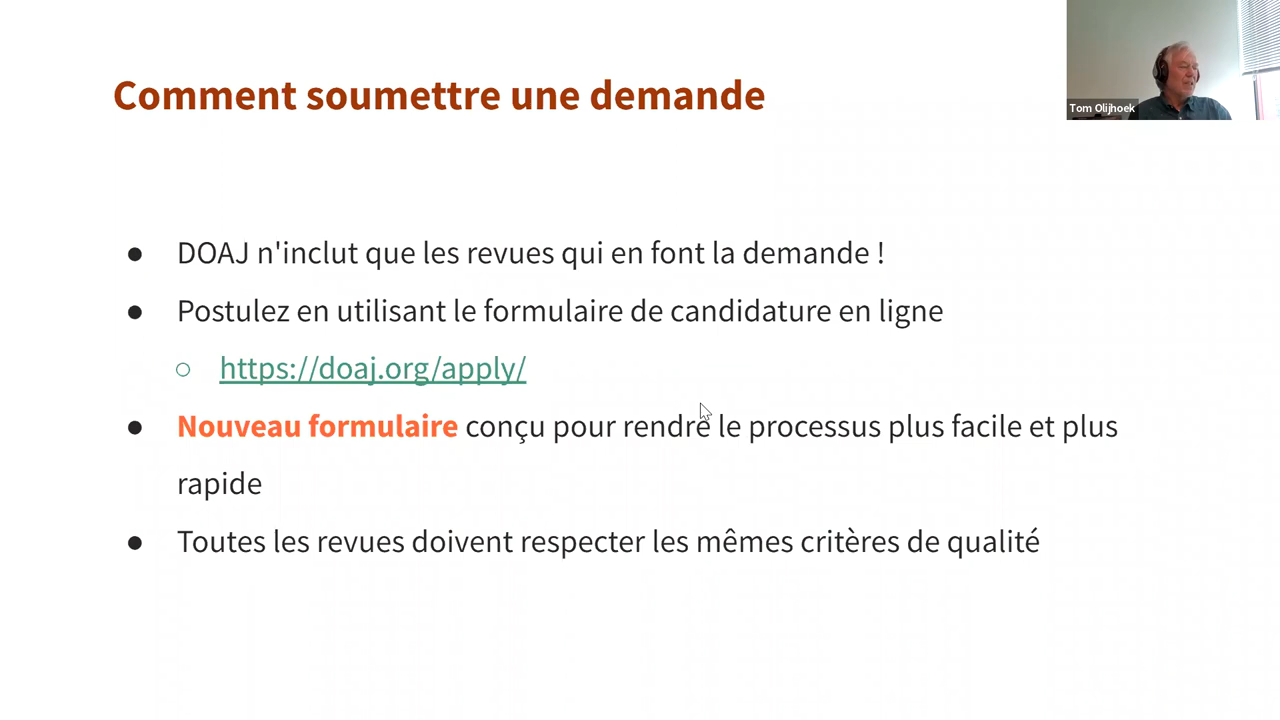 Comment soumettre une demande
Tom Olijhoek
● DOAJ n'inclut que les revues qui en font la demande !
● Postulez en utilisant le formulaire de candidature en ligne
○ https://doaj.org/apply/
● Nouveau formulaire conçu pour rendre le processus plus facile et plus
rapide
● Toutes les revues doivent respecter les mêmes critères de qualité